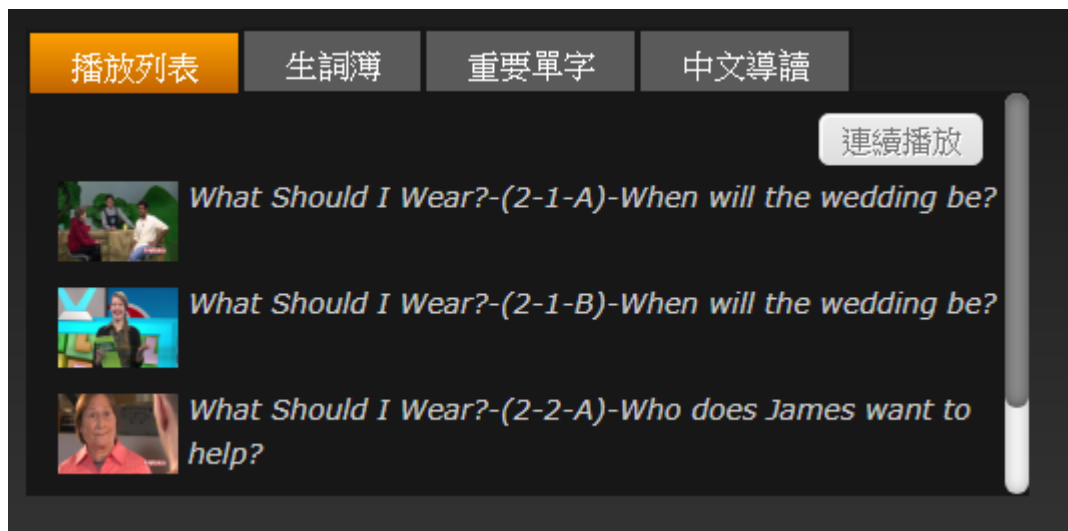 播放列表 生詞簿 重要單字 中文導讀
連續播放
What Should I Wear?-(2-1-A)-When will the wedding be?
What Should I Wear?-(2-1-B)-When will the wedding be?
What Should I Wear?-(2-2-A)-Who does James want to
help?